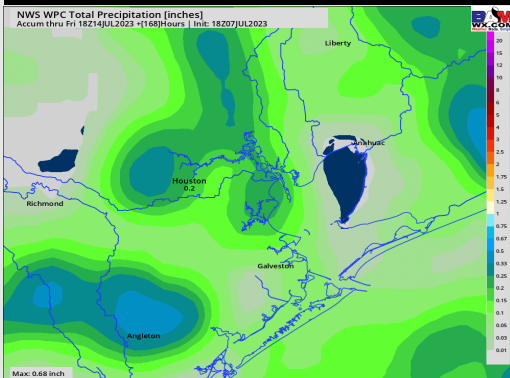 NWS WPC Total Precipitation [inches]
Accum thru Fri 18Z14JUL2023 +[168]Hours | Init: 18Z07JUL2023
WX.COM
Liberty
Anahuac
Houston
0.2
Richmond
Galveston
Angleton
Max: 0.68 inch
20
15
12
10
8
6
5
4
3
2.5
2
1.75
1.5
1.25
1
0.75
0.67
0.5
0.33
0.25
0.2
0.15
0.1
0.05
0.03
0.01